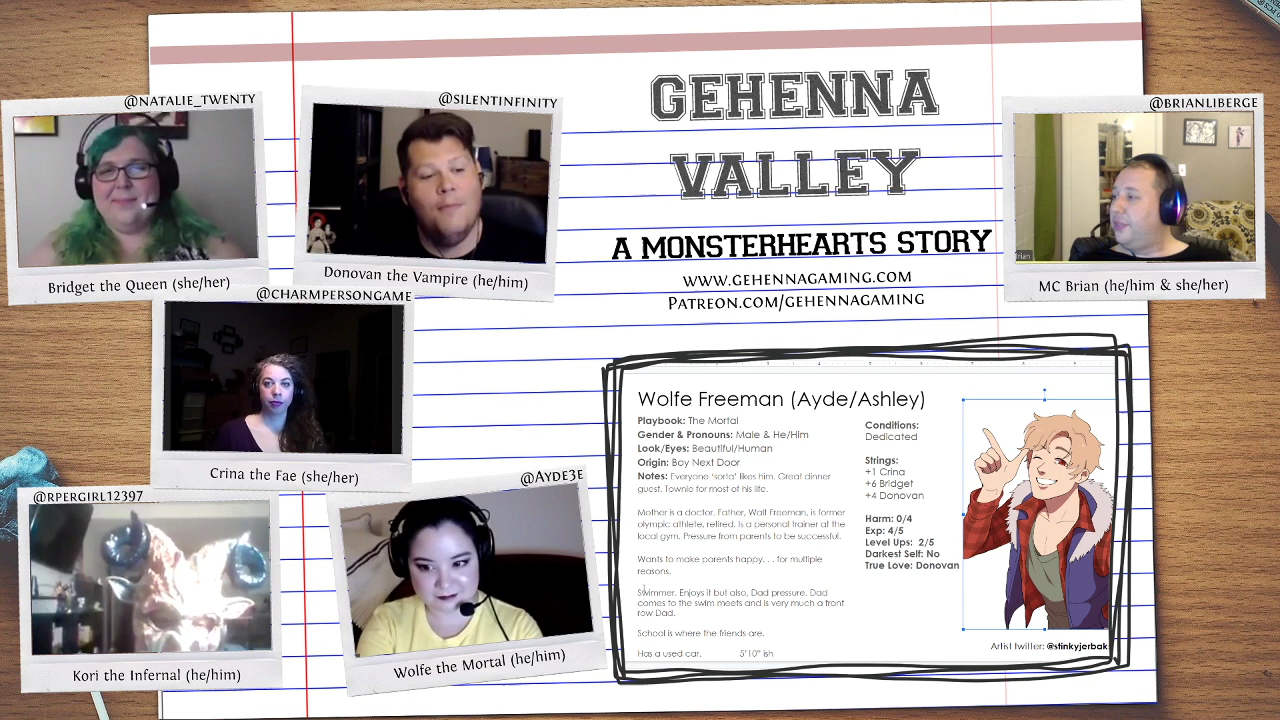 @NATALIE_TWENTY
Bridget the Queen (she/her)
@SILENTINFINITY
Donovan the Vampire (he/him)
GEHENNA
VALLEY
A MONSTERHEARTS STORY
WWW.GEHENNAGAMING.COM
PATREON.COM/GEHENNAGAMING
@BRIANLIBERGE
MC Brian (he/him & she/her)
@CHARMPERSONGAME
Crina the Fae (she/her)
@RPERGIRL12397
Kori the Infernal (he/him)
@AYDE3E
Wolfe the Mortal (he/him)
Wolfe Freeman (Ayde/Ashley)
Playbook: The Mortal
Gender & Pronouns: Male & He/Him
Look/Eyes: Beautiful/Human
Origin: Boy Next Door
Notes: Everyone 'sorta' likes him. Great dinner
guest. Townie for most of his life.
Mother is a doctor. Father, Walt Freeman, is former
olympic athlete, retired. Is a personal trainer at the
local gym. Pressure from parents to be successful.
Wants to make parents happy. . . for multiple
reasons.
Swimmer. Enjoys it but also, Dad pressure. Dad
comes to the swim meets and is very much a front
row Dad.
School is where the friends are.
Has a used car. 5'10" ish
Conditions:
Dedicated
Strings:
+1 Crina
+6 Bridget
+4 Donovan
Harm: 0/4
Exp: 4/5
Level Ups: 2/5
Darkest Self: No
True Love: Donovan
Artist twitter: @stinkyjerbak